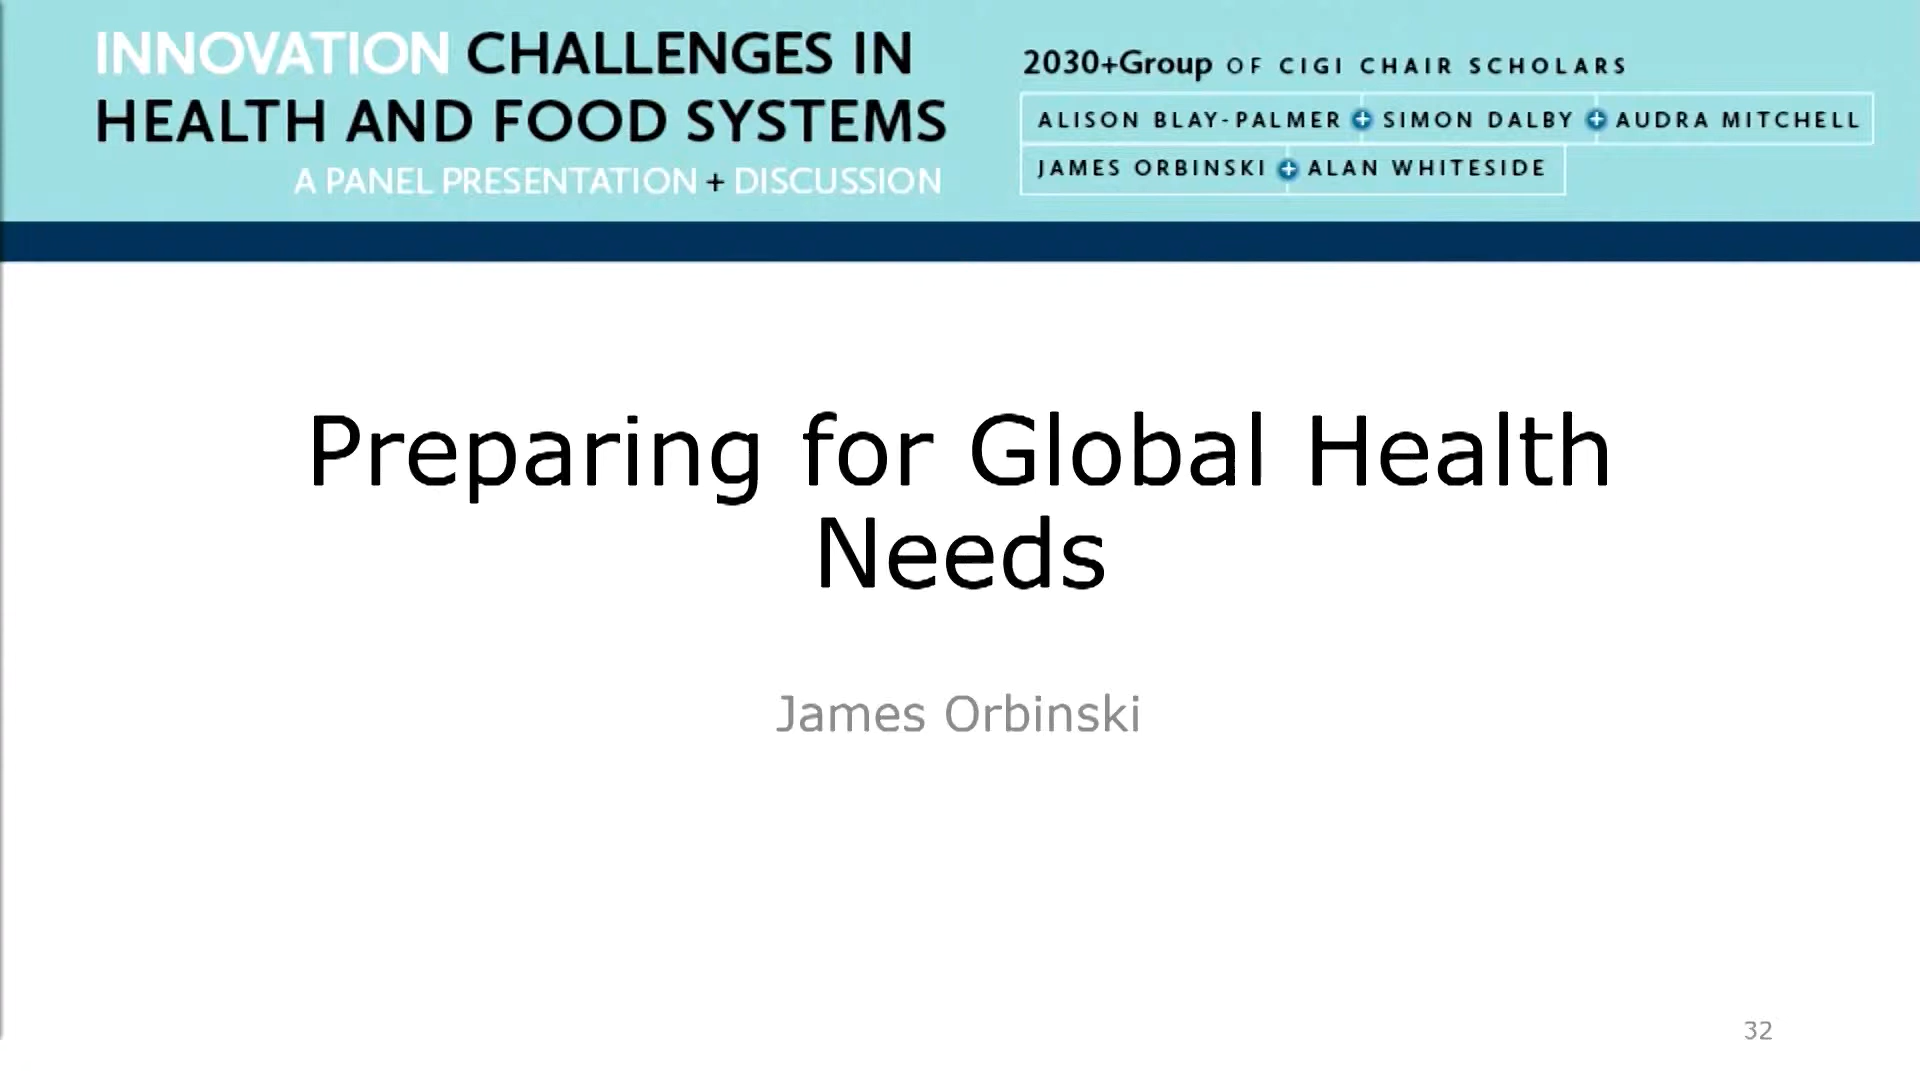 INNOVATION CHALLENGES IN
HEALTH AND FOOD SYSTEMS
A PANEL PRESENTATION + DISCUSSION
2030+Group OF CIGI CHAIR SCHOLARS
ALISON BLAY-PALMER + SIMON DALBY + AUDRA MITCHELL
JAMES ORBINSKI + ALAN WHITESIDE
Preparing for Global Health
Needs
James Orbinski
32